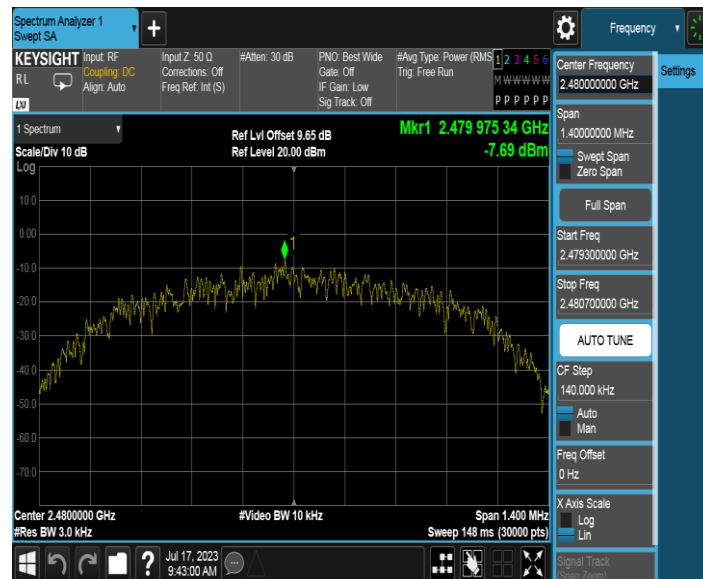 Spectrum Analyzer 1
Swept SA
+
Frequency
KEYSIGHT
RL
LXI
Input: RF
Coupling: DC
Align: Auto
Input Z: 50 Ω
Corrections: Off
Freq Ref: Int (S)
#Atten: 30 dB
PNO: Best Wide
Gate: Off
IF Gain: Low
Sig Track: Off
#Avg Type: Power (RMS
Trig: Free Run
1 2 3 4 5 6
M W W W W W
P P P P P P
1 Spectrum
Scale/Div 10 dB
Log
Ref Lvl Offset 9.65 dB
Ref Level 20.00 dBm
Mkr1 2.479 975 34 GHz
-7.69 dBm
10.0
0.00
-10.0
-20.0
-30.0
-40.0
-50.0
-60.0
-70.0
1
Center 2.4800000 GHz
#Res BW 3.0 kHz
#Video BW 10 kHz
Span 1.400 MHz
Sweep 148 ms (30000 pts)
?
Jul 17, 2023
9:43:00 AM
Center Frequency
2.480000000 GHz
Span
1.40000000 MHz
Swept Span
Zero Span
Full Span
Start Freq
2.479300000 GHz
Stop Freq
2.480700000 GHz
AUTO TUNE
CF Step
140.000 kHz
Auto
Man
Freq Offset
0 Hz
X Axis Scale
Log
Lin
Signal Track
(Span Zoom)
Settings